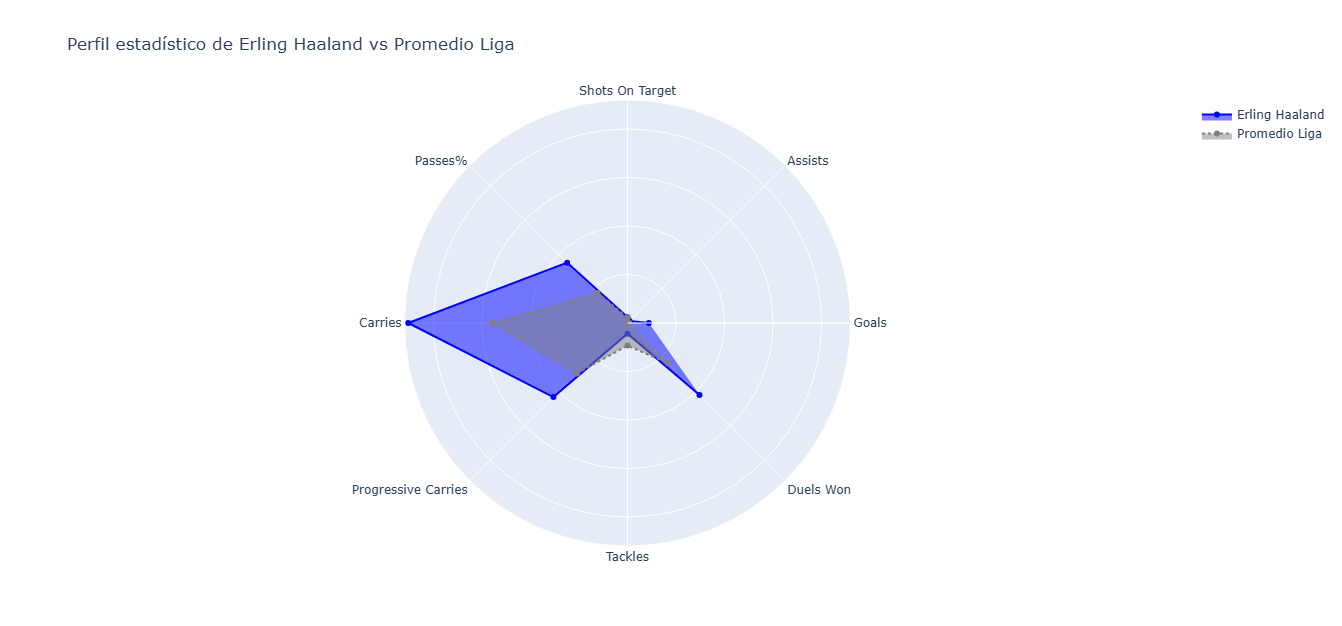 Perfil estadístico de Erling Haaland vs Promedio Liga
Shots On Target
Erling Haaland
Promedio Liga
Passes%
Assists
Carries
Goals
Progressive Carries
Duels Won
Tackles